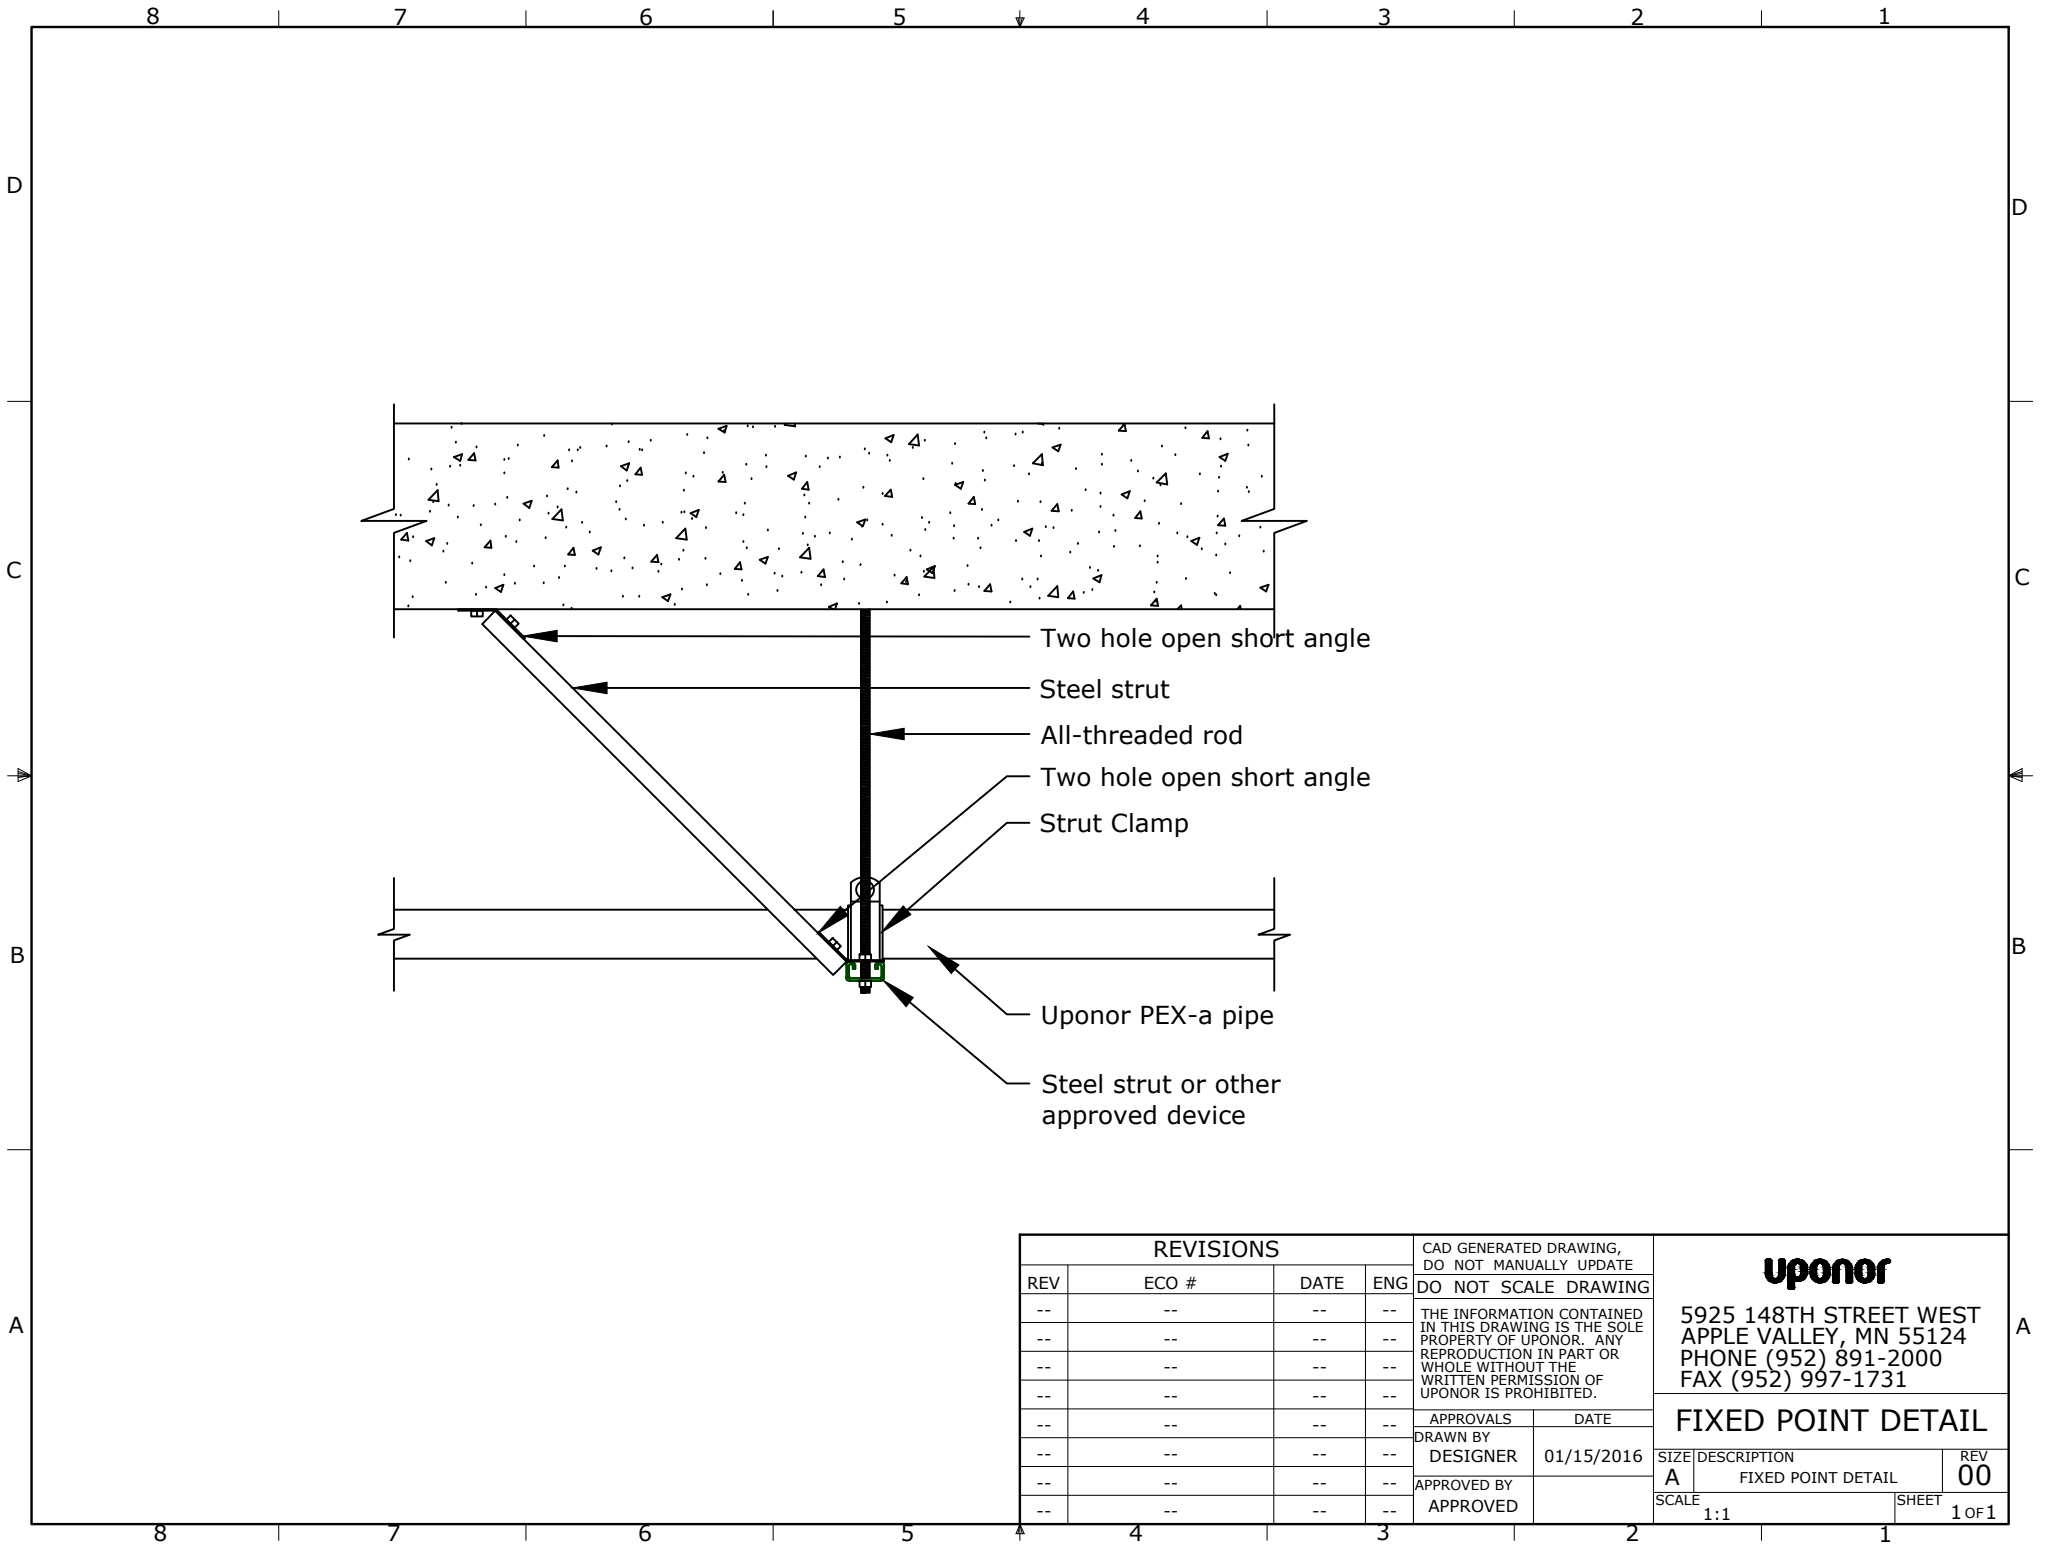 8 7 6 5 4 3 2 1
D
D
C
C
B
B
A
A
Two hole open short angle
Steel strut
All-threaded rod
Two hole open short angle
Strut Clamp
Uponor PEX-a pipe
Steel strut or other
approved device
REVISIONS
REV ECO # DATE ENG
-- -- -- --
-- -- -- --
-- -- -- --
-- -- -- --
-- -- -- --
-- -- -- --
-- -- -- --
-- -- -- --
CAD GENERATED DRAWING,
DO NOT MANUALLY UPDATE
DO NOT SCALE DRAWING
THE INFORMATION CONTAINED
IN THIS DRAWING IS THE SOLE
PROPERTY OF UPONOR. ANY
REPRODUCTION IN PART OR
WHOLE WITHOUT THE
WRITTEN PERMISSION OF
UPONOR IS PROHIBITED.
APPROVALS DATE
DRAWN BY
DESIGNER 01/15/2016
APPROVED BY
APPROVED
uponor
5925 148TH STREET WEST
APPLE VALLEY, MN 55124
PHONE (952) 891-2000
FAX (952) 997-1731
FIXED POINT DETAIL
SIZE DESCRIPTION REV
A FIXED POINT DETAIL 00
SCALE SHEET
1:1 1 OF 1
8 7 6 5 4 3 2 1